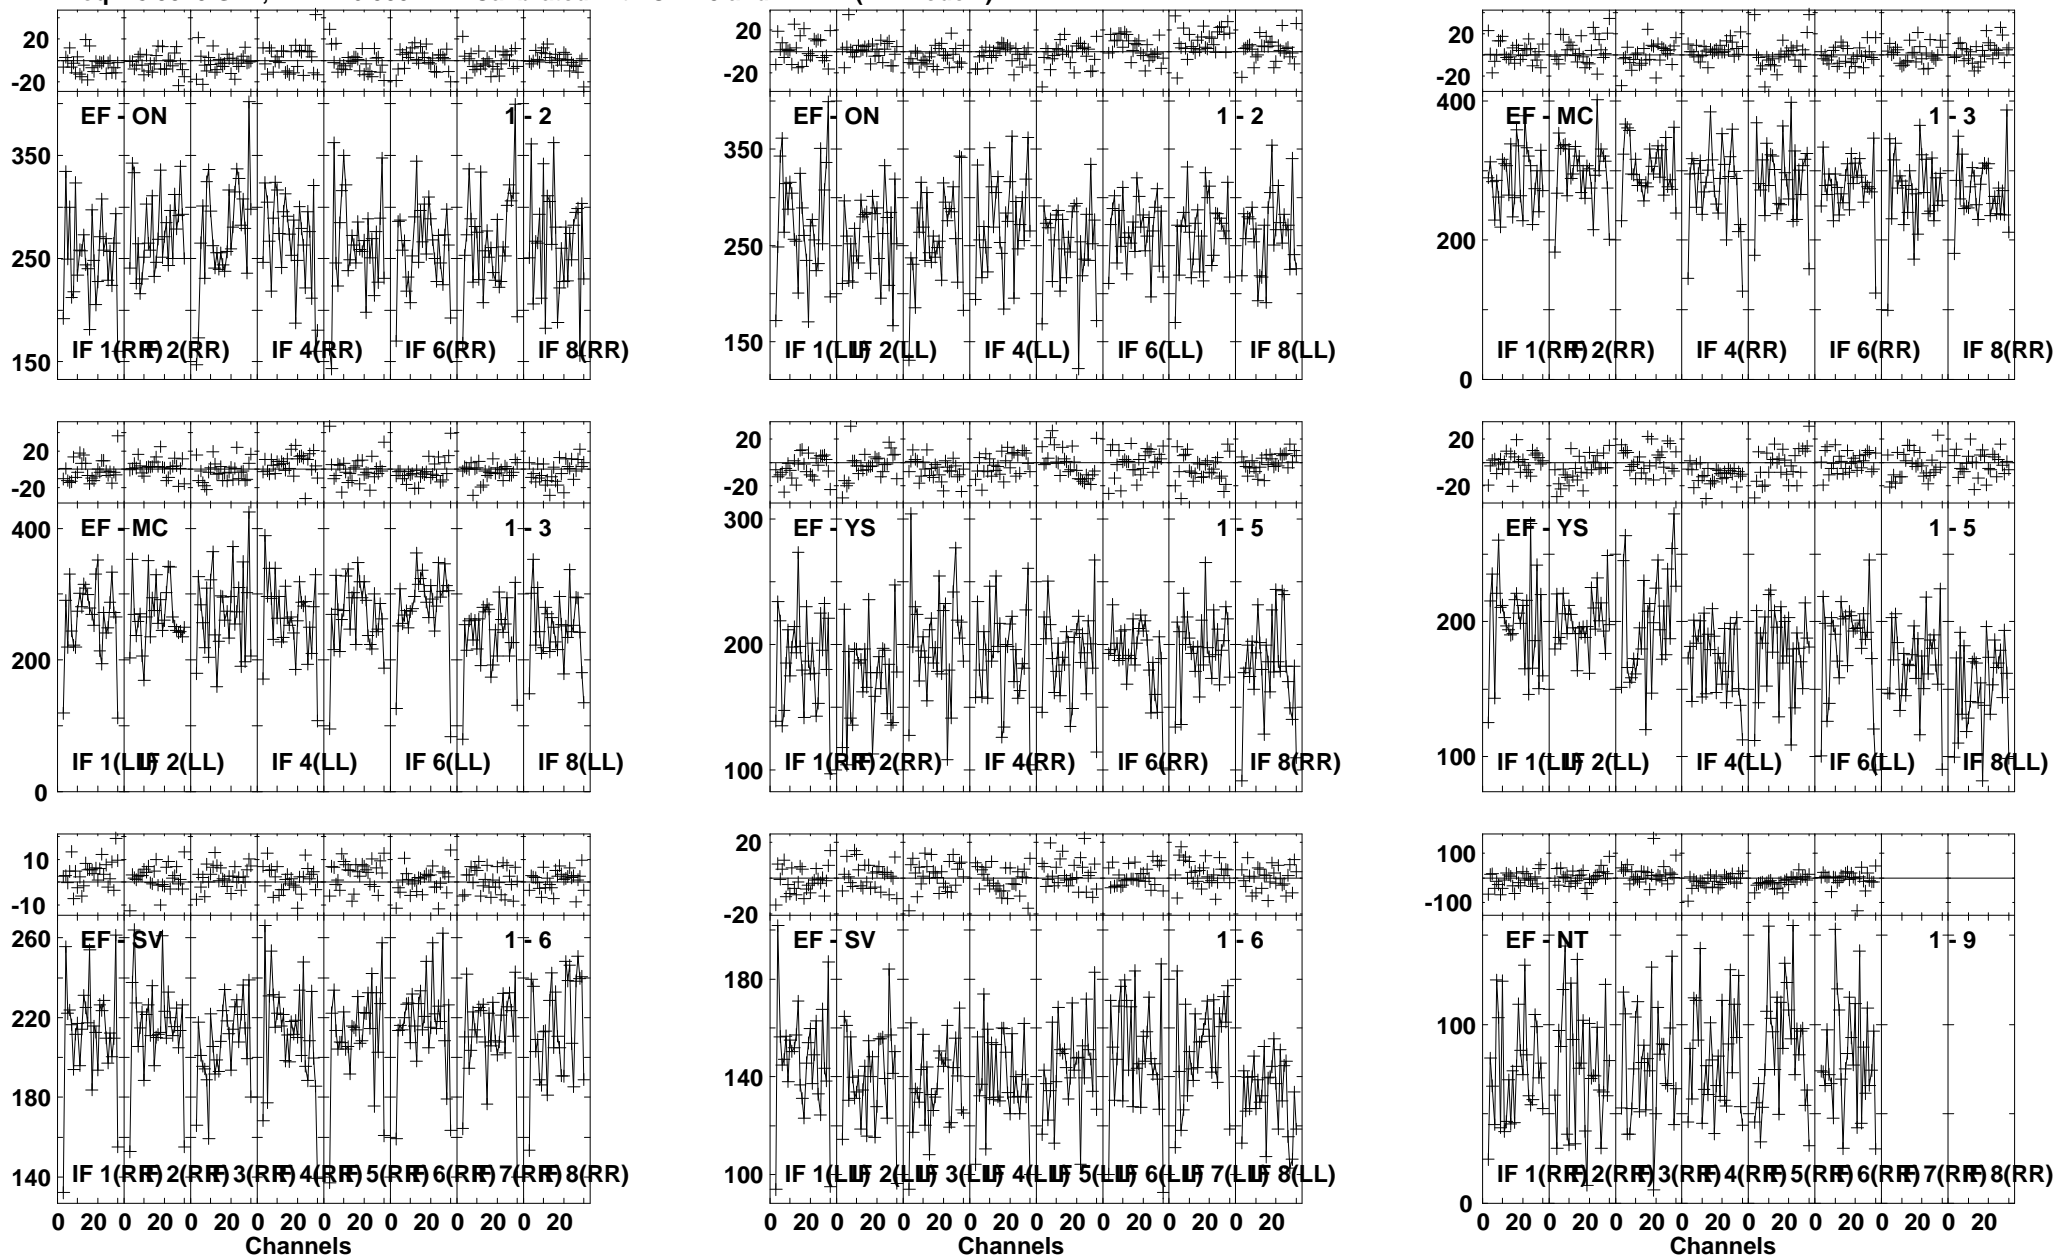 20
-20
EF - ON
1 - 2
350
250
150
IF 1(RR)
IF 2(RR)
IF 4(RR)
IF 6(RR)
IF 8(RR)
20
-20
EF - ON
1 - 2
350
250
150
IF 1(LL)
IF 2(LL)
IF 4(LL)
IF 6(LL)
IF 8(LL)
20
-20
400
EF - MC
1 - 3
200
0
IF 1(RR)
IF 2(RR)
IF 4(RR)
IF 6(RR)
IF 8(RR)
20
-20
400
EF - MC
1 - 3
200
0
IF 1(LL)
IF 2(LL)
IF 4(LL)
IF 6(LL)
IF 8(LL)
20
-20
300
EF - YS
1 - 5
200
100
IF 1(RR)
IF 2(RR)
IF 4(RR)
IF 6(RR)
IF 8(RR)
20
-20
EF - YS
1 - 5
200
100
IF 1(LL)
IF 2(LL)
IF 4(LL)
IF 6(LL)
IF 8(LL)
10
-10
260
EF - SV
1 - 6
220
180
140
IF 1(RR)
IF 2(RR)
IF 3(RR)
IF 4(RR)
IF 5(RR)
IF 6(RR)
IF 7(RR)
IF 8(RR)
0 20 0 20 0 20 0 20 0 20 0 20 0 20 0 20
Channels
20
-20
EF - SV
1 - 6
180
140
100
IF 1(LL)
IF 2(LL)
IF 3(LL)
IF 4(LL)
IF 5(LL)
IF 6(LL)
IF 7(LL)
IF 8(LL)
0 20 0 20 0 20 0 20 0 20 0 20 0 20 0 20
Channels
100
-100
EF - NT
1 - 9
100
0
IF 1(RR)
IF 2(RR)
IF 3(RR)
IF 4(RR)
IF 5(RR)
IF 6(RR)
IF 7(RR)
IF 8(RR)
0 20 0 20 0 20 0 20 0 20 0 20 0 20 0 20
Channels